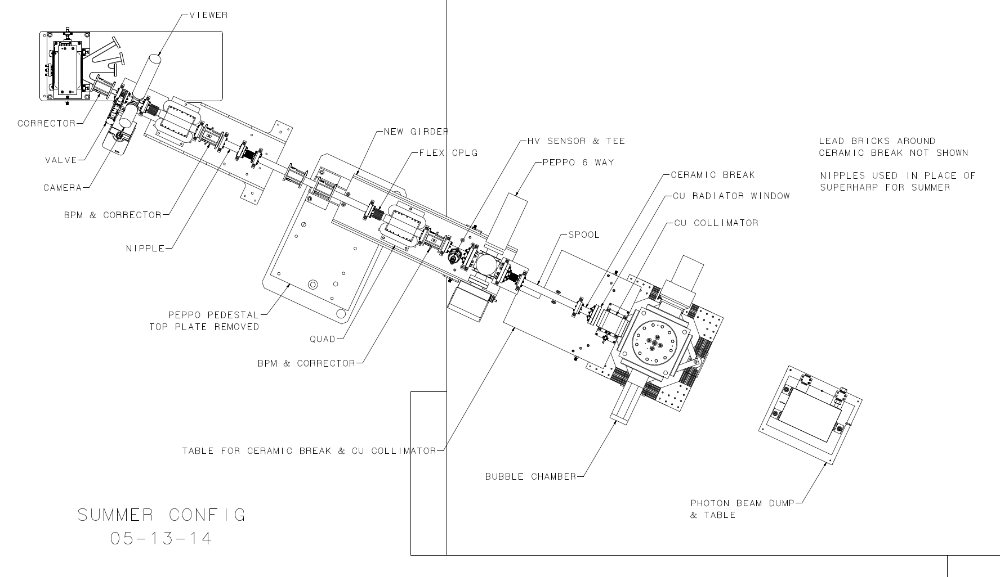 VIEWER
CORRECTOR
VALVE
CAMERA
BPM & CORRECTOR
NIPPLE
NEW GIRDER
FLEX CPLG
HV SENSOR & TEE
PEPPO 6 WAY
CERAMIC BREAK
CU RADIATOR WINDOW
CU COLLIMATOR
SPOOL
LEAD BRICKS AROUND
CERAMIC BREAK NOT SHOWN
NIPPLES USED IN PLACE OF
SUPERHARP FOR SUMMER
PEPPO PEDESTAL
TOP PLATE REMOVED
QUAD
BPM & CORRECTOR
TABLE FOR CERAMIC BREAK & CU COLLIMATOR
BUBBLE CHAMBER
PHOTON BEAM DUMP
& TABLE
SUMMER CONFIG
05-13-14